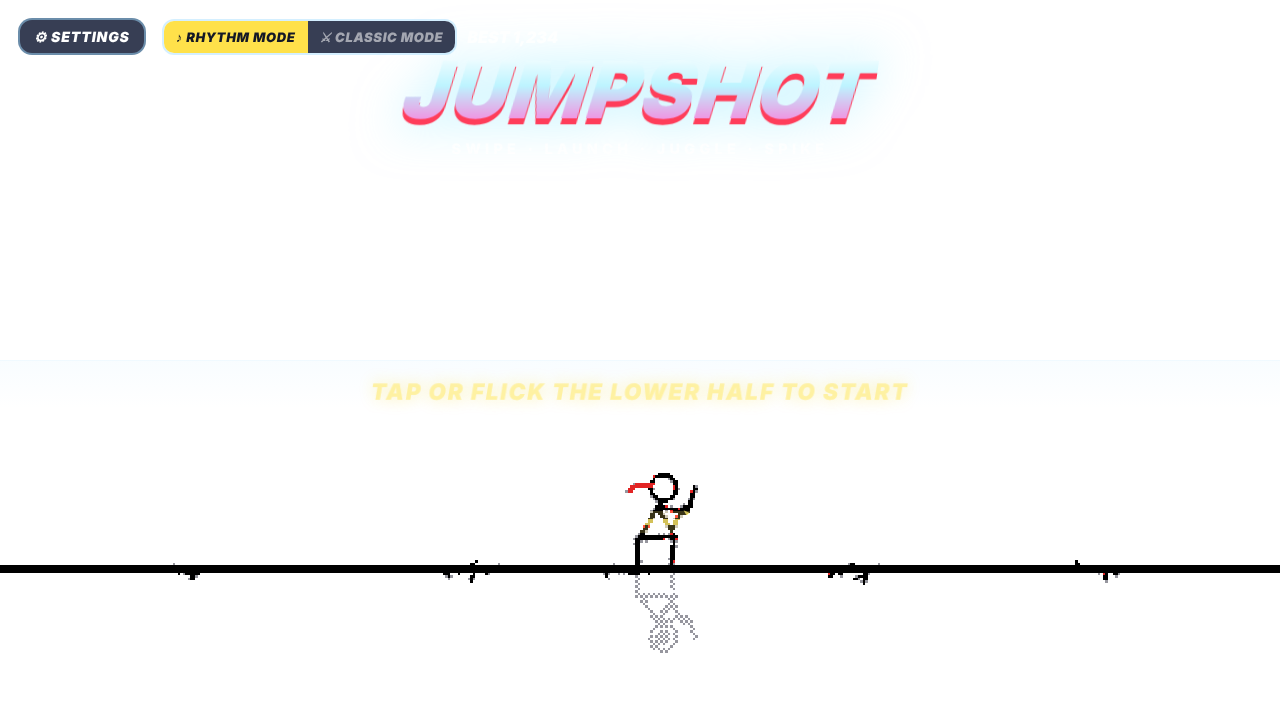 ⚙ SETTINGS
♪ RHYTHM MODE
⚔ CLASSIC MODE
JUMPSHOT
TAP OR FLICK THE LOWER HALF TO START